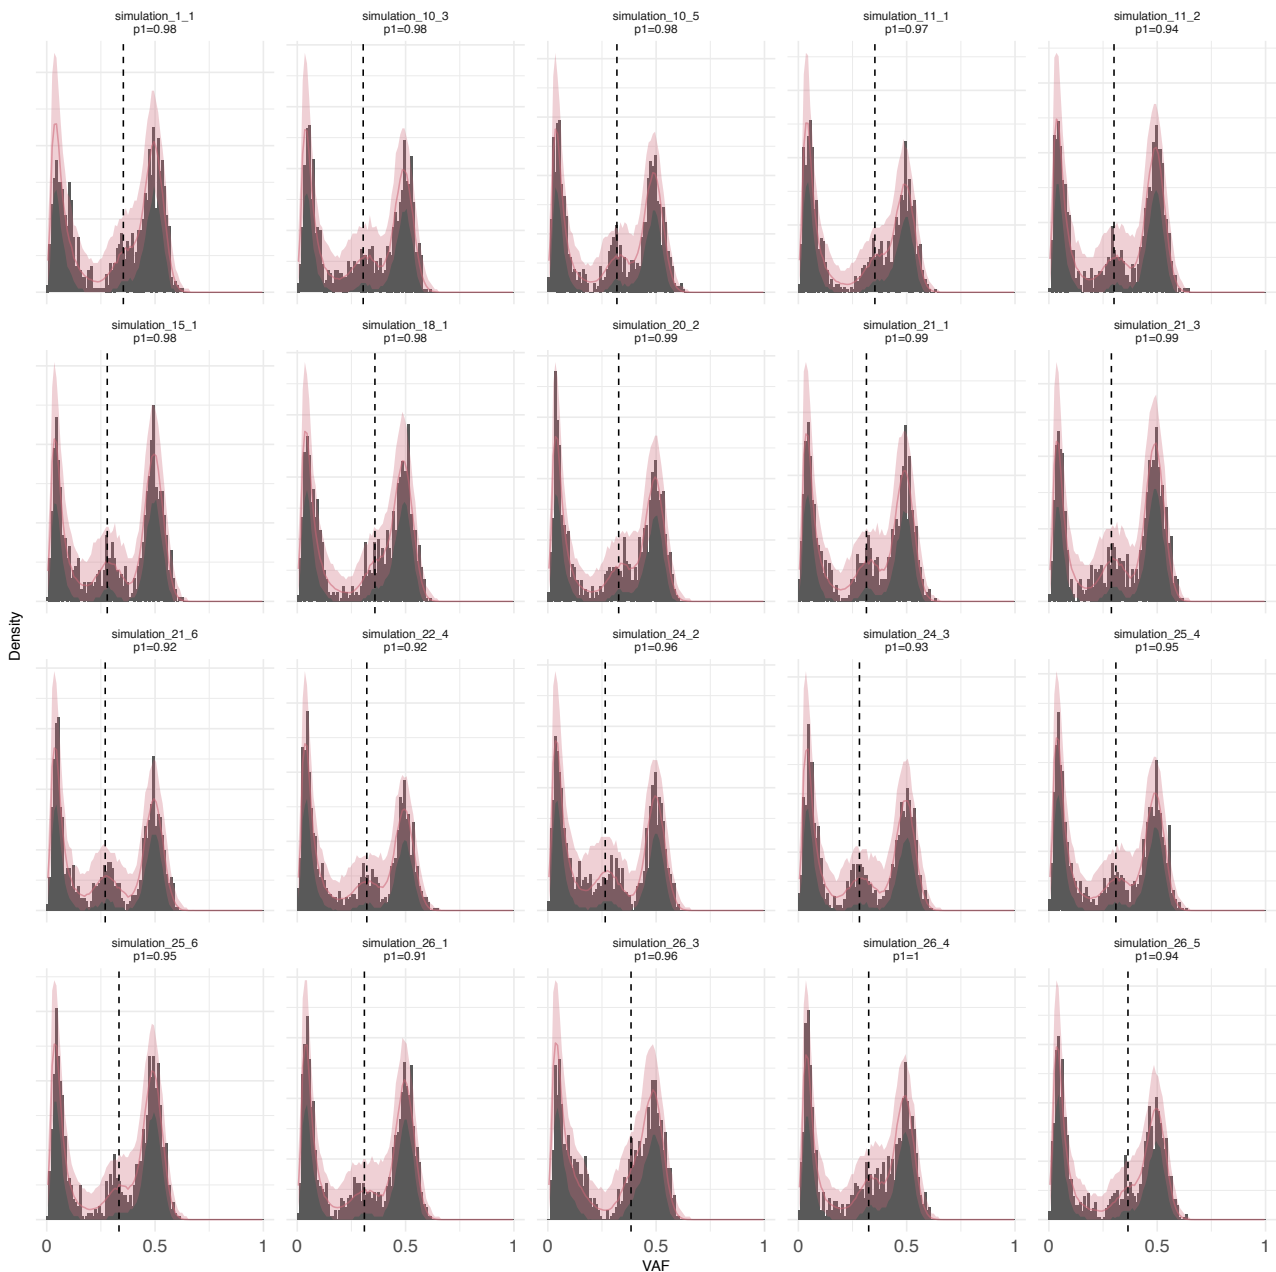 simulation_1_1
p1=0.98
simulation_10_3
p1=0.98
simulation_10_5
p1=0.98
simulation_11_1
p1=0.97
simulation_11_2
p1=0.94
simulation_15_1
p1=0.98
simulation_18_1
p1=0.98
simulation_20_2
p1=0.99
simulation_21_1
p1=0.99
simulation_21_3
p1=0.99
Density
simulation_21_6
p1=0.92
simulation_22_4
p1=0.92
simulation_24_2
p1=0.96
simulation_24_3
p1=0.93
simulation_25_4
p1=0.95
simulation_25_6
p1=0.95
simulation_26_1
p1=0.91
simulation_26_3
p1=0.96
simulation_26_4
p1=1
simulation_26_5
p1=0.94
0 0.5 1 0 0.5 1 0 0.5 1 0 0.5 1 0 0.5 1
VAF